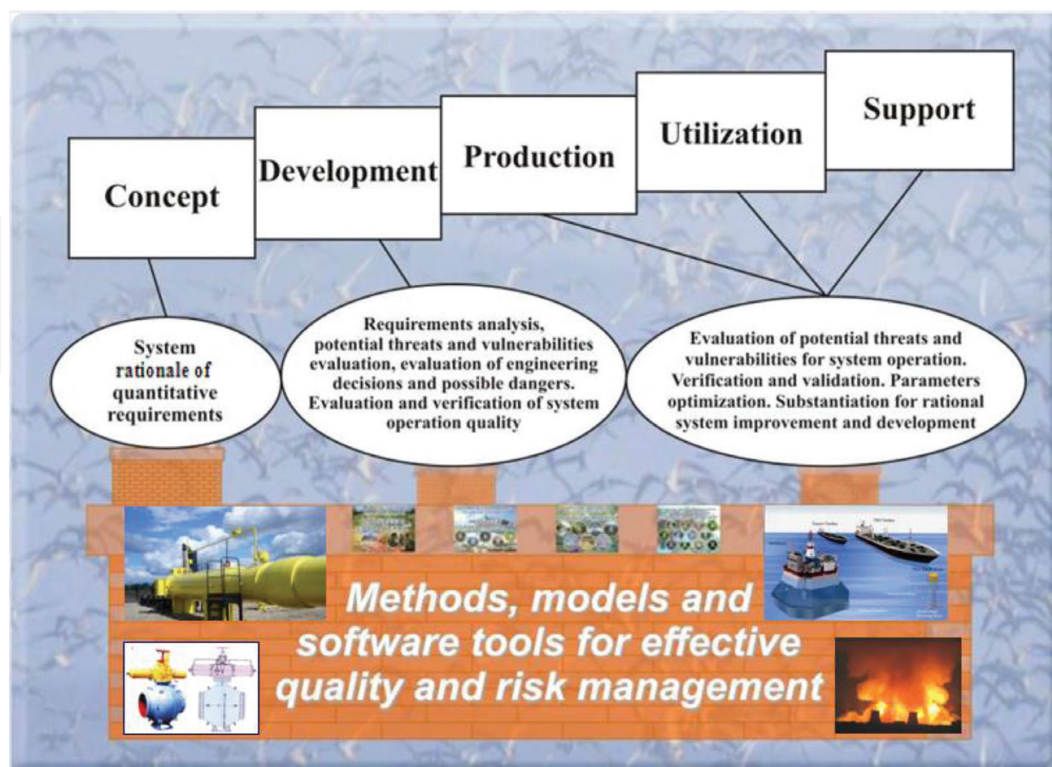 Concept
Development
Production
Utilization
Support
System
rationale of
quantitative
requirements
Requirements analysis,
potential threats and vulnerabilities
evaluation, evaluation of engineering
decisions and possible dangers.
Evaluation and verification of system
operation quality
Evaluation of potential threats and
vulnerabilities for system operation.
Verification and validation. Parameters
optimization. Substantiation for rational
system improvement and development
Methods, models and
software tools for effective
quality and risk management